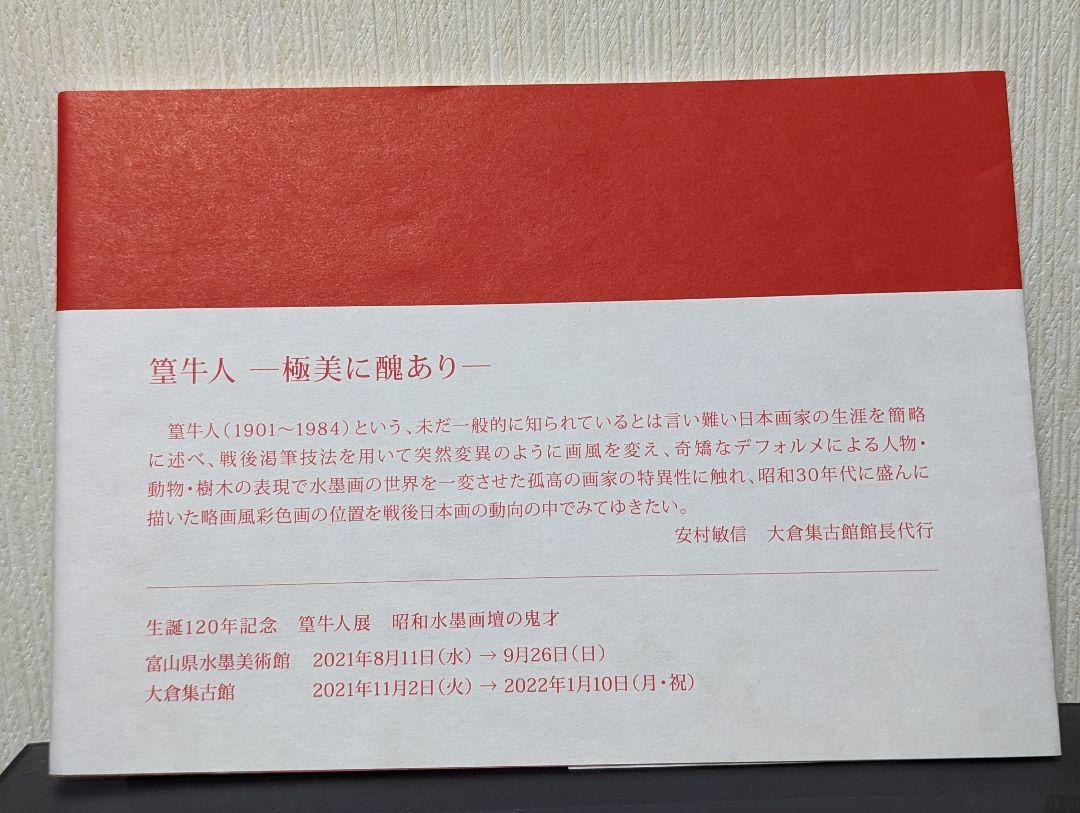 篁牛人 ―極美に醜あり―
篁牛人（1901～1984）という、未だ一般的に知られているとは言い難い日本画家の生涯を簡略
に述べ、戦後渇筆技法を用いて突然変異のように画風を変え、奇矯なデフォルメによる人物・
動物・樹木の表現で水墨画の世界を一変させた孤高の画家の特異性に触れ、昭和30年代に盛んに
描いた略画風彩色画の位置を戦後日本画の動向の中でみてゆきたい。
安村敏信　大倉集古館館長代行
生誕120年記念　篁牛人展　昭和水墨画壇の鬼才
富山県水墨美術館　2021年8月11日（水）→ 9月26日（日）
大倉集古館　2021年11月2日（火）→ 2022年1月10日（月・祝）